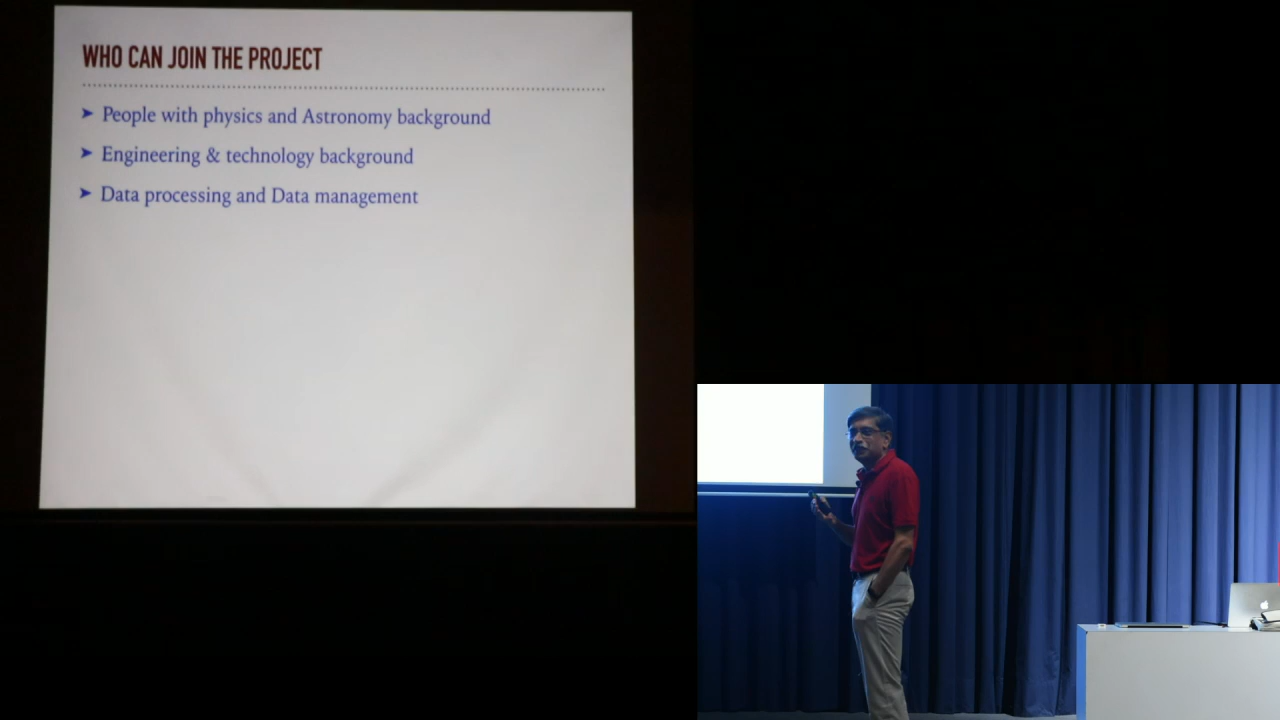 WHO CAN JOIN THE PROJECT
➤ People with physics and Astronomy background
➤ Engineering & technology background
➤ Data processing and Data management